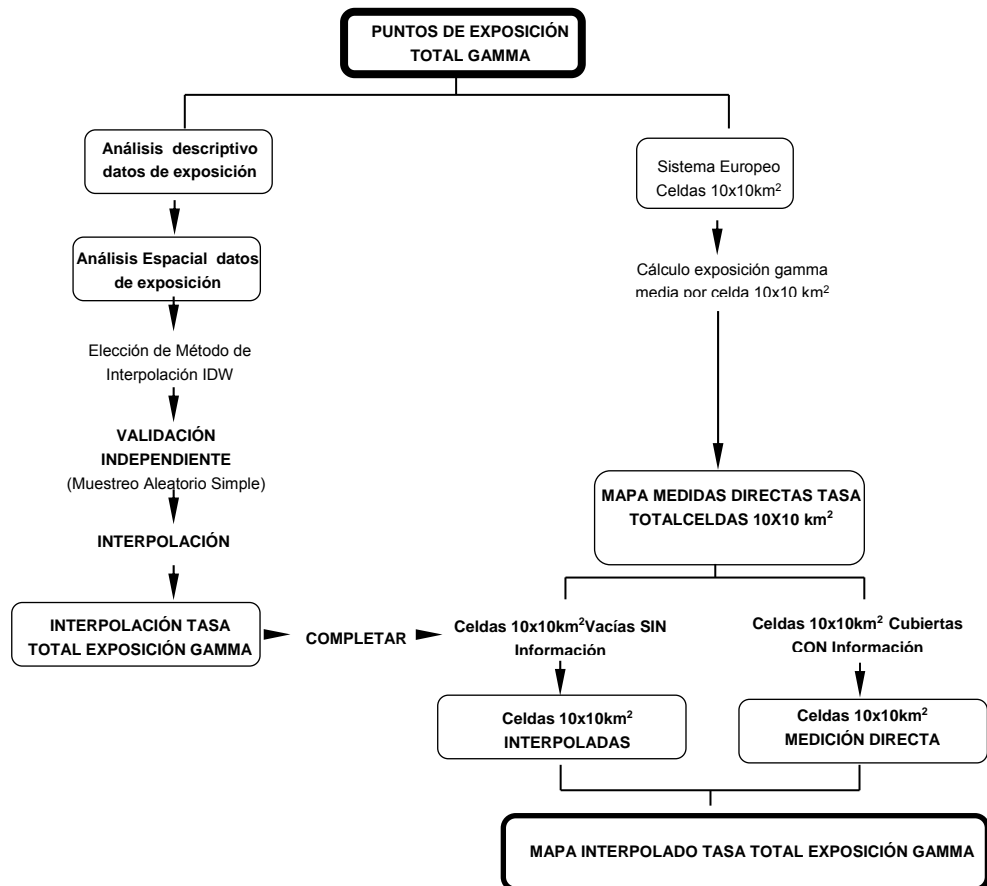 PUNTOS DE EXPOSICIÓN
TOTAL GAMMA
Análisis descriptivo
datos de exposición
Sistema Europeo
Celdas 10x10km²
Análisis Espacial datos
de exposición
Cálculo exposición gamma
media por celda 10x10 km²
Elección de Método de
Interpolación IDW
VALIDACIÓN
INDEPENDIENTE
(Muestreo Aleatorio Simple)
MAPA MEDIDAS DIRECTAS TASA
TOTALCELDAS 10X10 km²
INTERPOLACIÓN
INTERPOLACIÓN TASA
TOTAL EXPOSICIÓN GAMMA
COMPLETAR
Celdas 10x10km²Vacías SIN
Información
Celdas 10x10km² Cubiertas
CON Información
Celdas 10x10km²
INTERPOLADAS
Celdas 10x10km²
MEDICIÓN DIRECTA
MAPA INTERPOLADO TASA TOTAL EXPOSICIÓN GAMMA